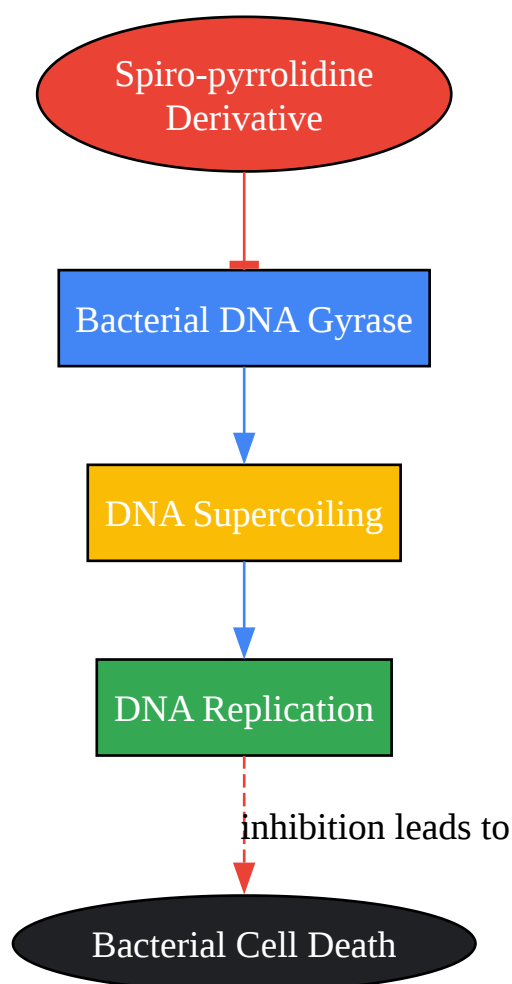 Spiro-pyrrolidine
Derivative
Bacterial DNA Gyrase
DNA Supercoiling
DNA Replication
inhibition leads to
Bacterial Cell Death